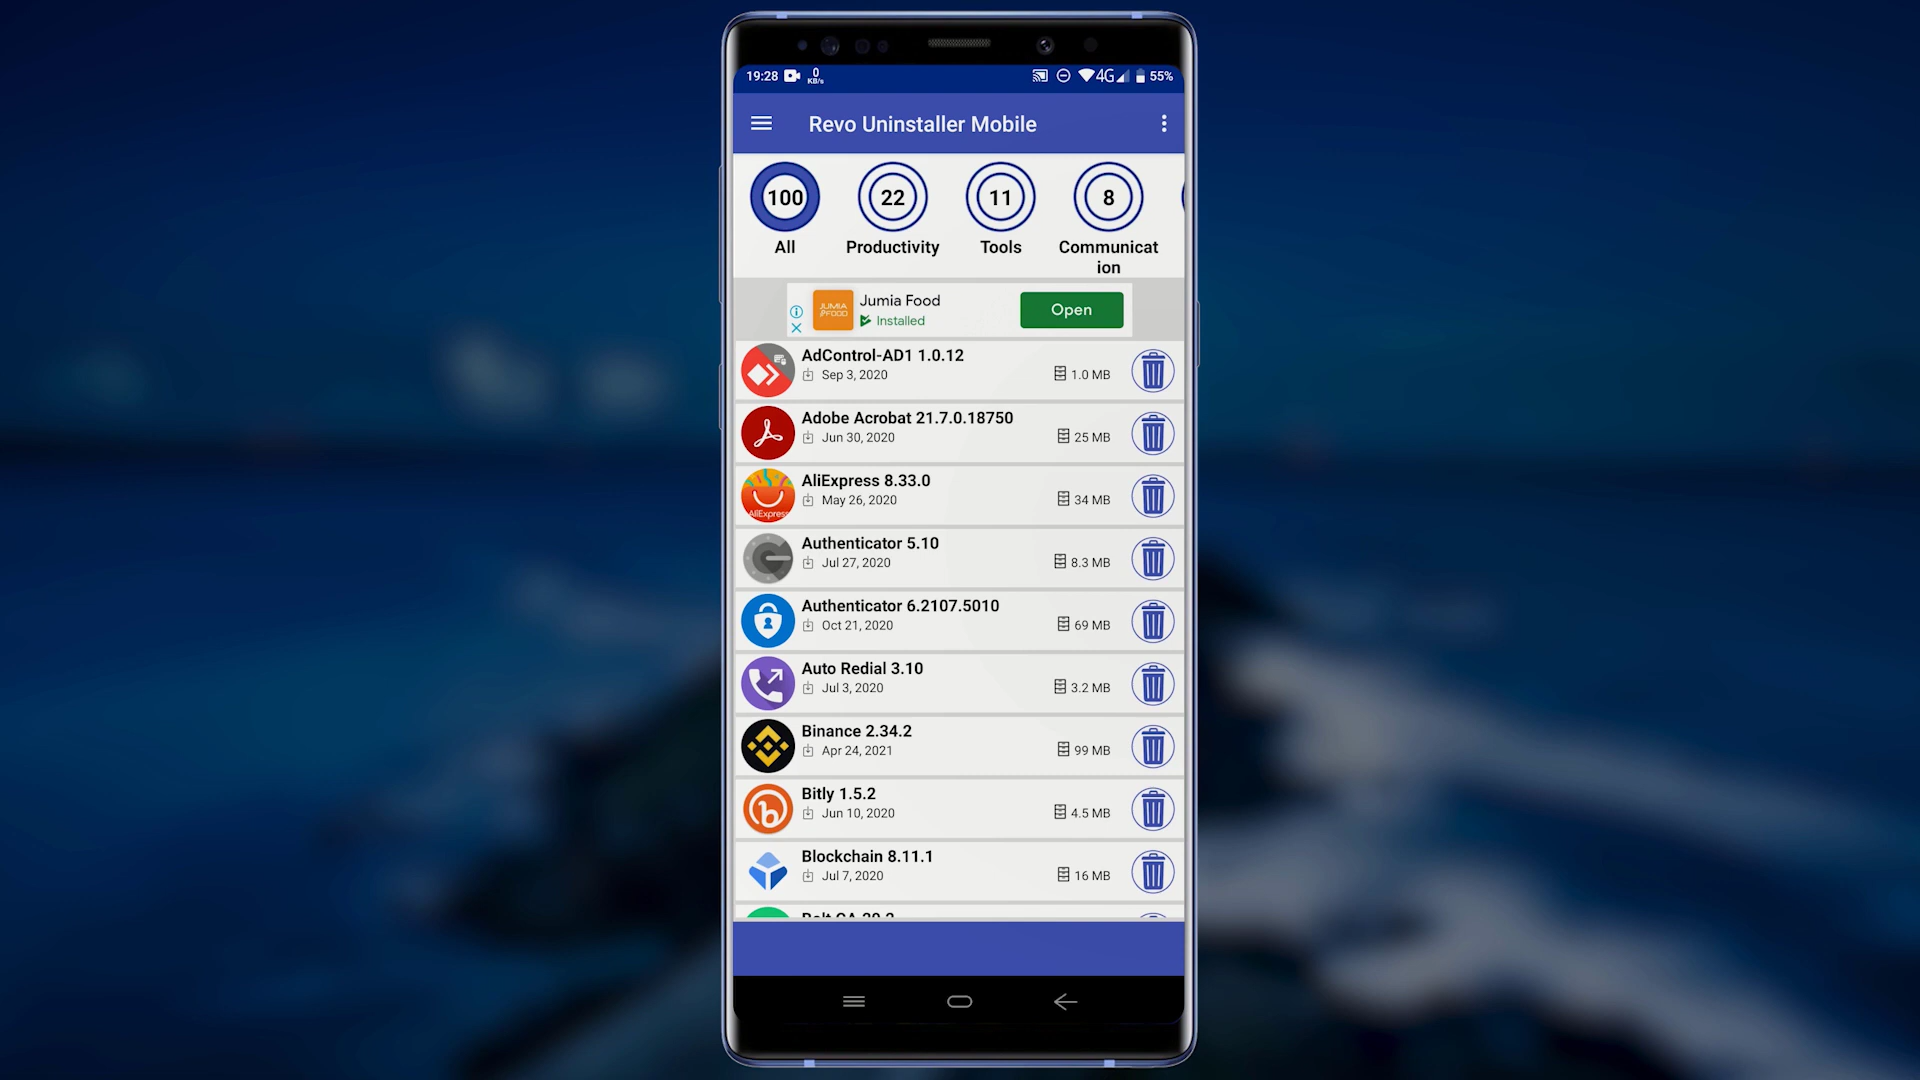 19:28 0 KB/s 4G 55%
Revo Uninstaller Mobile
100 22 11 8
All Productivity Tools Communicat
ion
JUMIA FOOD Jumia Food
Installed
Open
AdControl-AD1 1.0.12
Sep 3, 2020 1.0 MB
Adobe Acrobat 21.7.0.18750
Jun 30, 2020 25 MB
AliExpress 8.33.0
AliExpress May 26, 2020 34 MB
Authenticator 5.10
Jul 27, 2020 8.3 MB
Authenticator 6.2107.5010
Oct 21, 2020 69 MB
Auto Redial 3.10
Jul 3, 2020 3.2 MB
Binance 2.34.2
Apr 24, 2021 99 MB
Bitly 1.5.2
Jun 10, 2020 4.5 MB
Blockchain 8.11.1
Jul 7, 2020 16 MB